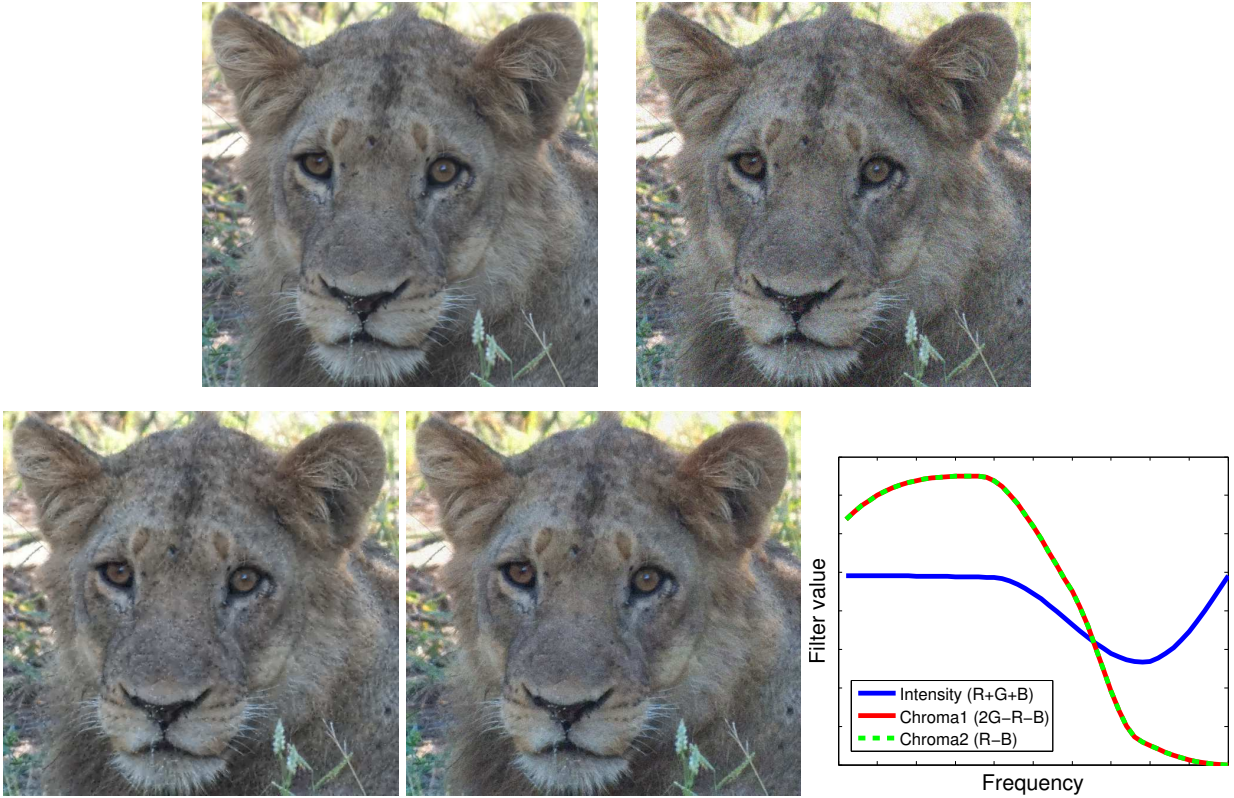 Filter value
Intensity (R+G+B)
Chroma1 (2G−R−B)
Chroma2 (R−B)
Frequency